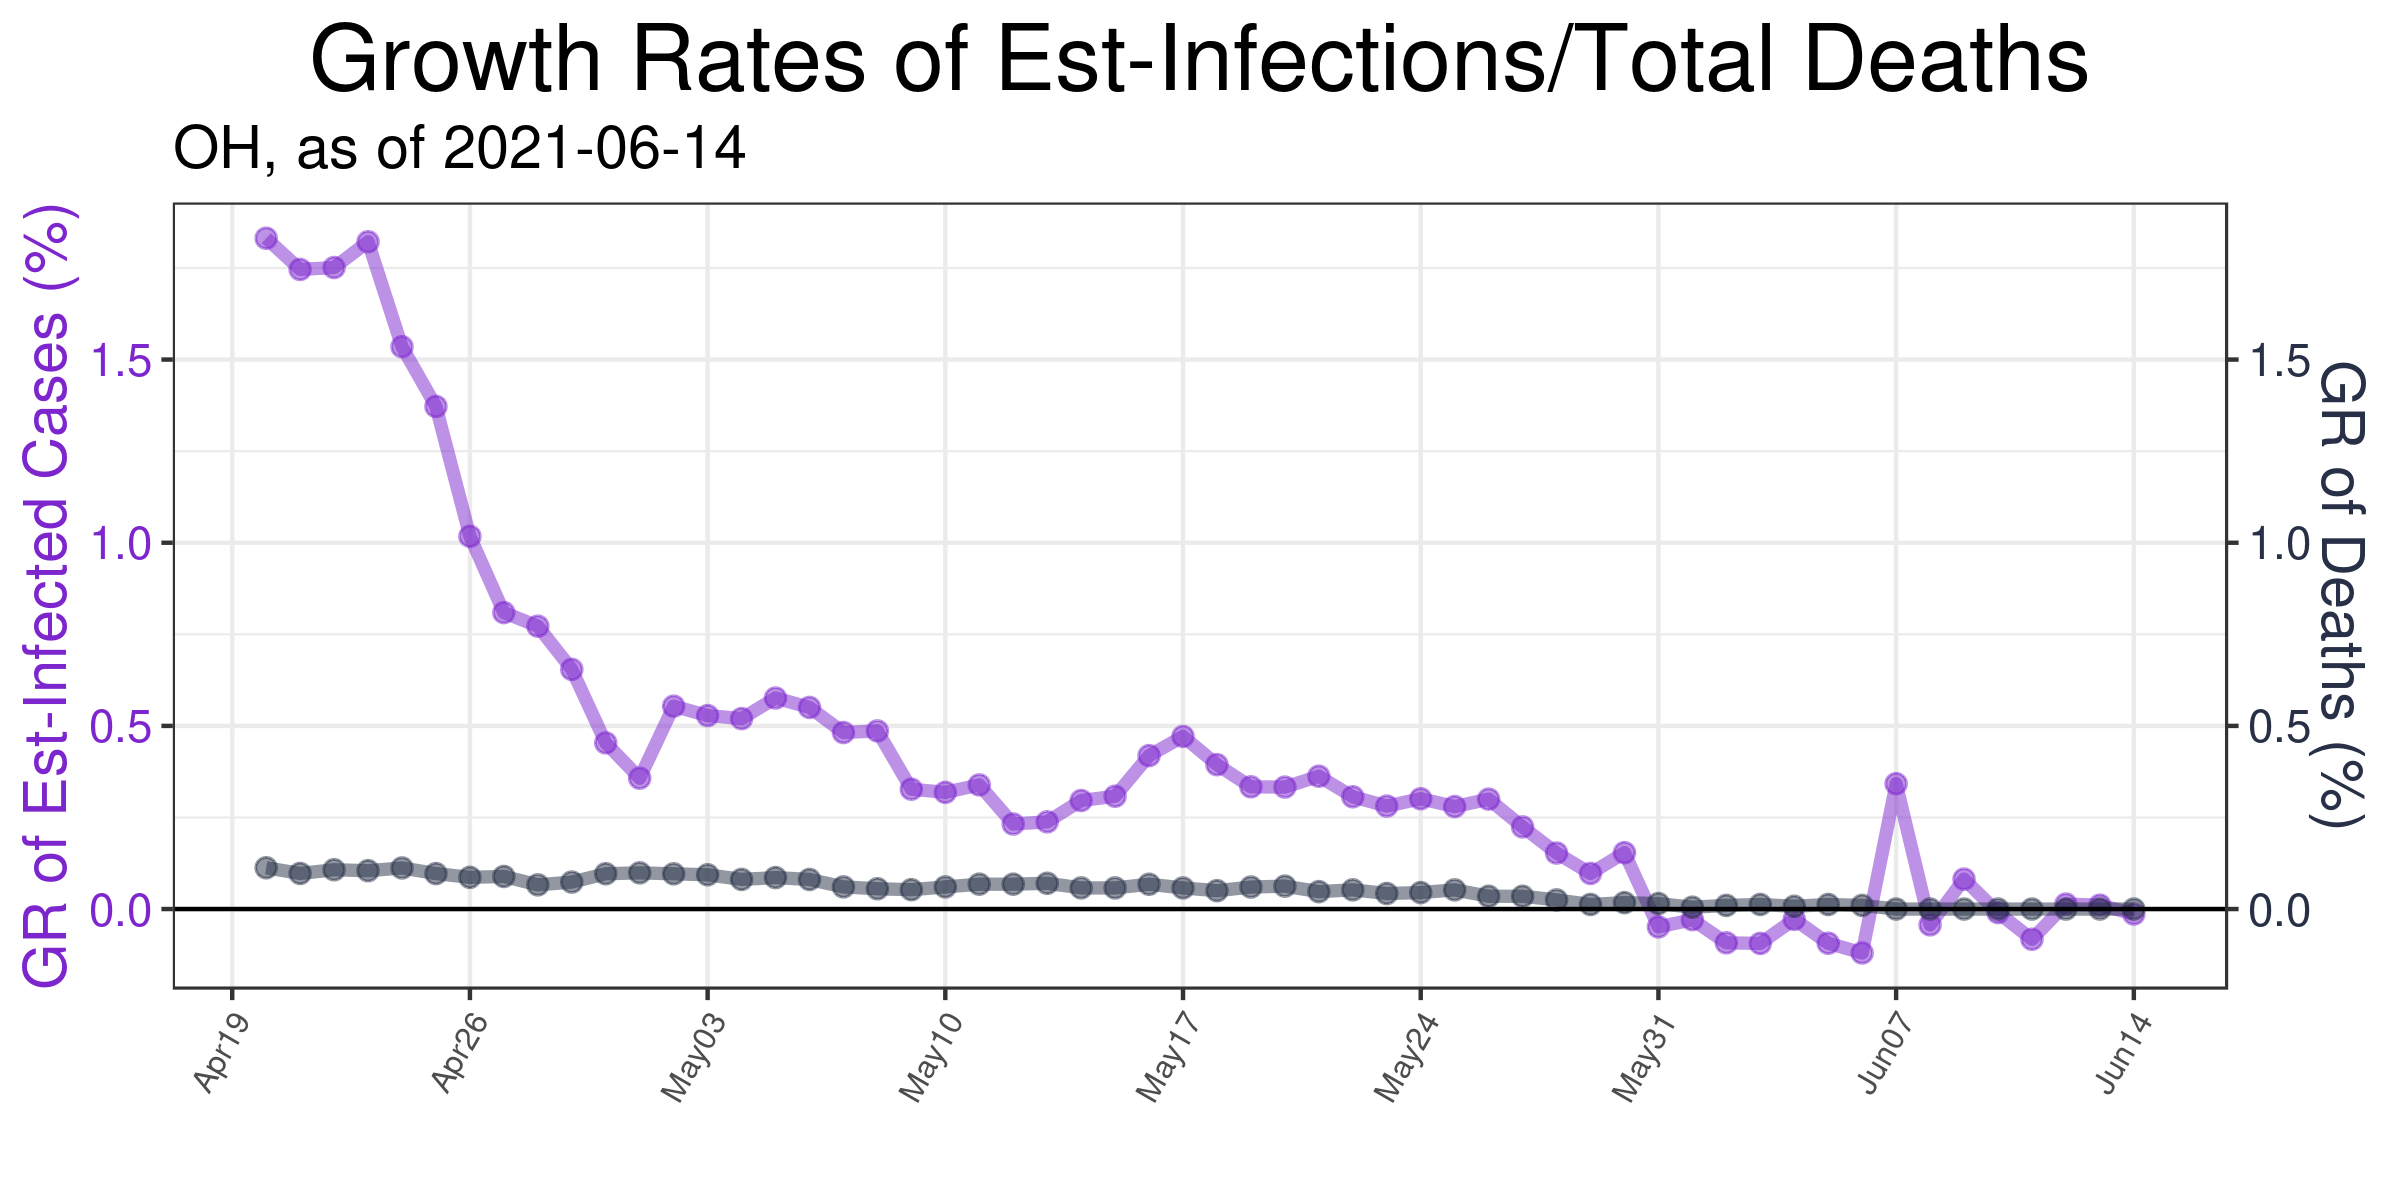 Growth Rates of Est-Infections/Total Deaths
OH, as of 2021-06-14
GR of Est-Infected Cases (%)
1.5
1.0
0.5
0.0
1.5
1.0
0.5
0.0
GR of Deaths (%)
Apr19
Apr26
May03
May10
May17
May24
May31
Jun07
Jun14